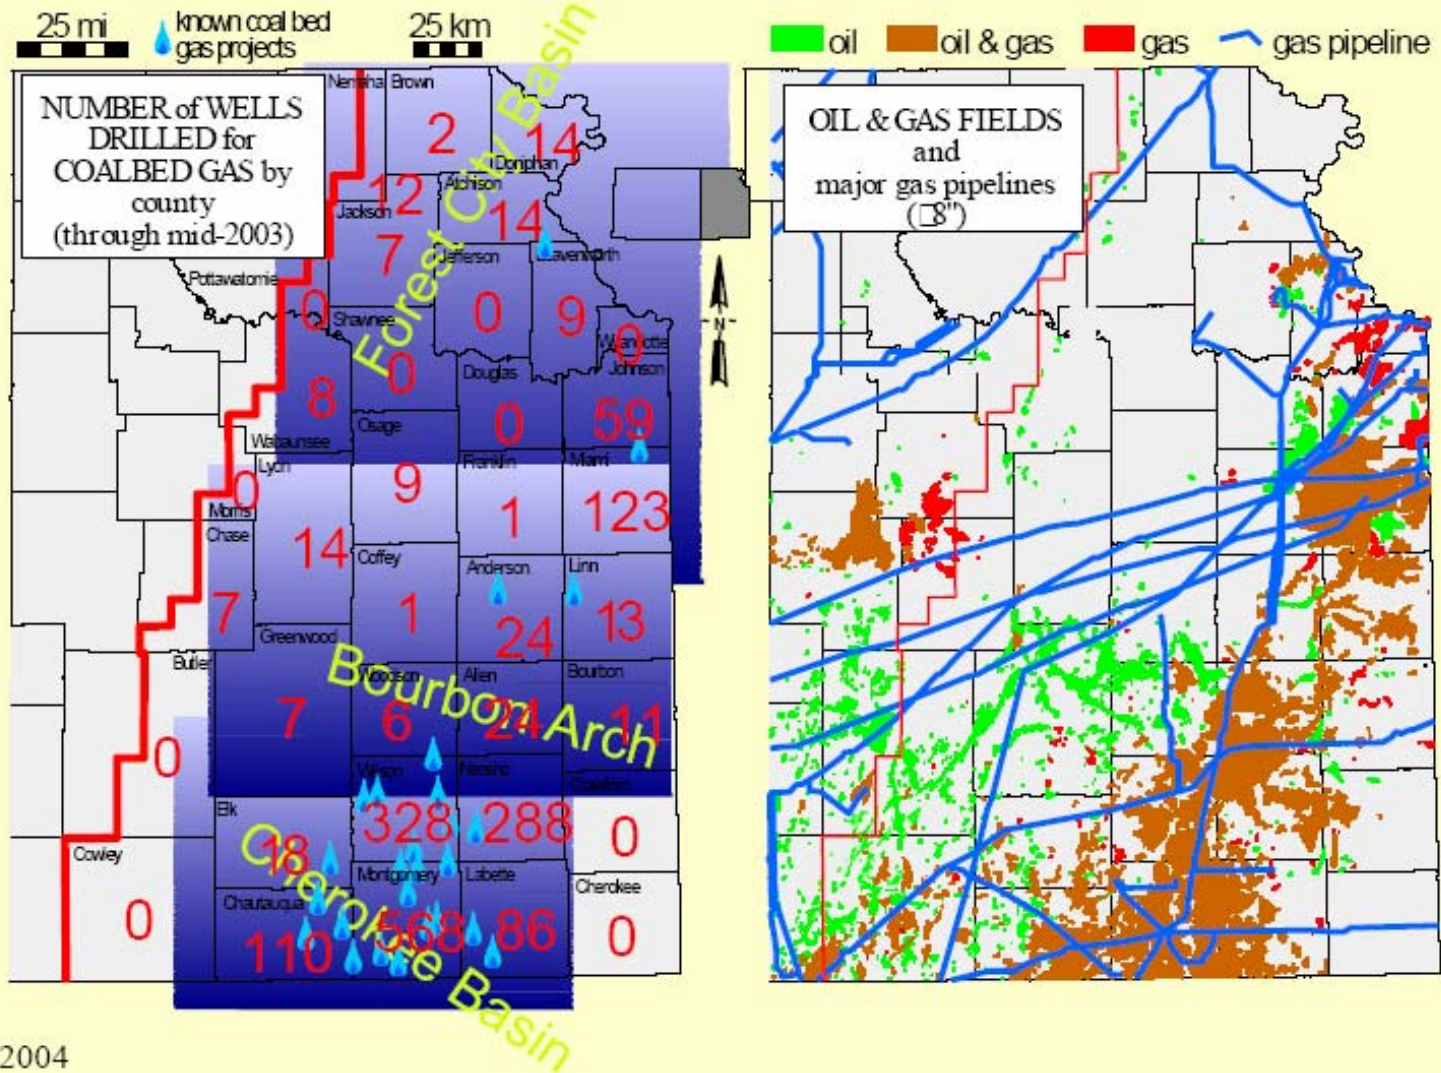 25 mi
known coal bed
gas projects
25 km
NUMBER of WELLS
DRILLED for
COALBED GAS by
county
(through mid-2003)
Nemaha
Brown
2
14
Doniphan
12
Atchison
Jackson
14
7
Jefferson
Leavenworth
Pottawatomie
0
Shawnee
0
9
0
Wyandotte
Johnson
0
Douglas
8
Osage
0
59
Wabaunsee
Lyon
Franklin
Miami
9
0
Morris
1
123
Chase
14
Coffey
Anderson
Linn
7
1
24
13
Greenwood
Butler
Woodson
Allen
Bourbon
7
6
24
11
0
Wilson
Neosho
Crawford
Elk
328
288
0
18
Cowley
Montgomery
Labette
Cherokee
Chautauqua
0
110
568
86
0
Forest City Basin
Bourbon Arch
Cherokee Basin
N
oil
oil & gas
gas
gas pipeline
OIL & GAS FIELDS
and
major gas pipelines
(□8")
2004